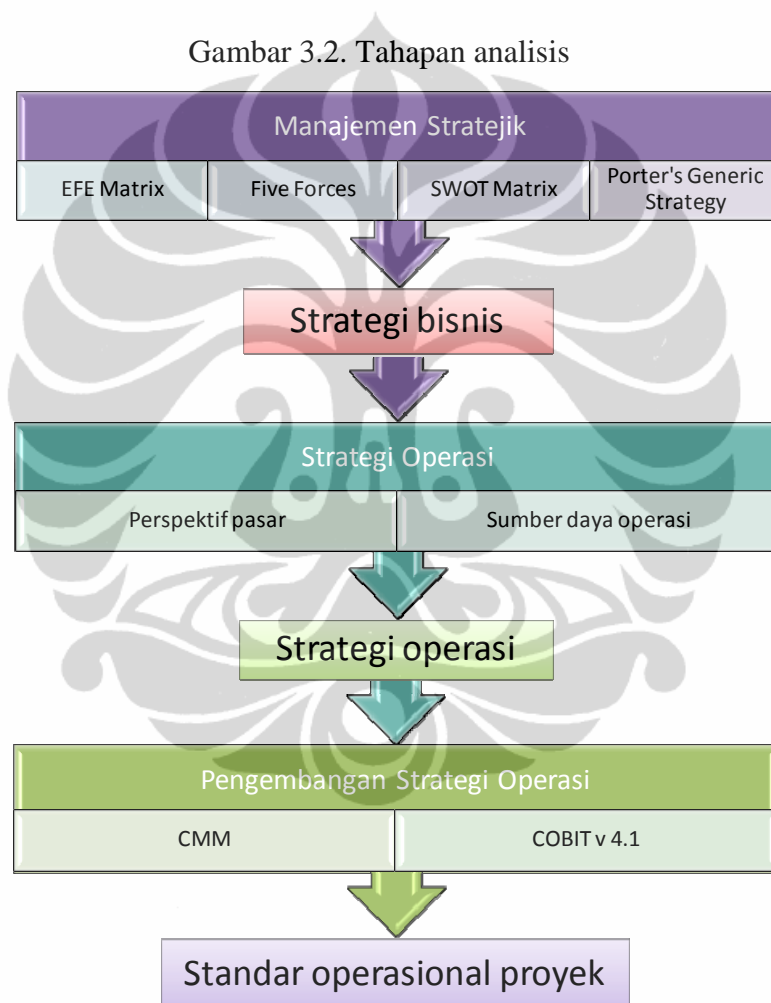 Gambar 3.2. Tahapan analisis
Manajemen Stratejik
EFE Matrix
Five Forces
SWOT Matrix
Porter's Generic
Strategy
Strategi bisnis
Strategi Operasi
Perspektif pasar
Sumber daya operasi
Strategi operasi
Pengembangan Strategi Operasi
CMM
COBIT v 4.1
Standar operasional proyek